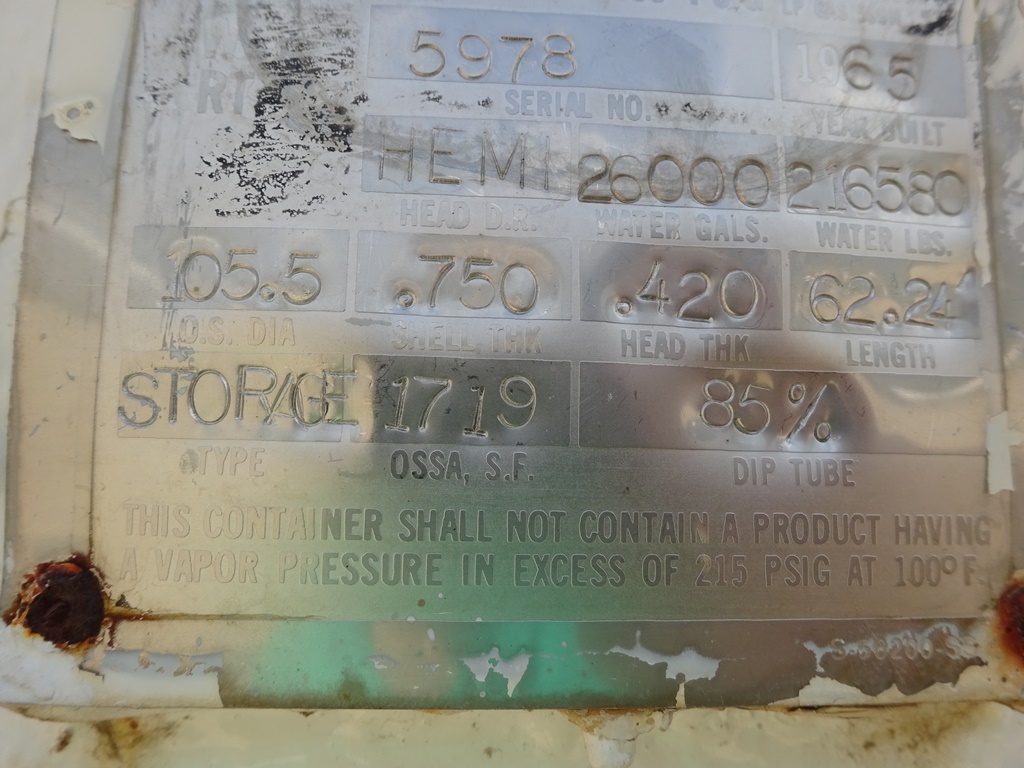 5978 1965
RT SERIAL NO. YEAR BUILT
HEMI 26000 216580
HEAD D.R. WATER GALS. WATER LBS.
105.5 .750 .420 62.24
O.S. DIA SHELL THK HEAD THK LENGTH
STORAGE 1719 85%
TYPE OSSA, S.F. DIP TUBE
THIS CONTAINER SHALL NOT CONTAIN A PRODUCT HAVING
A VAPOR PRESSURE IN EXCESS OF 215 PSIG AT 100° F.